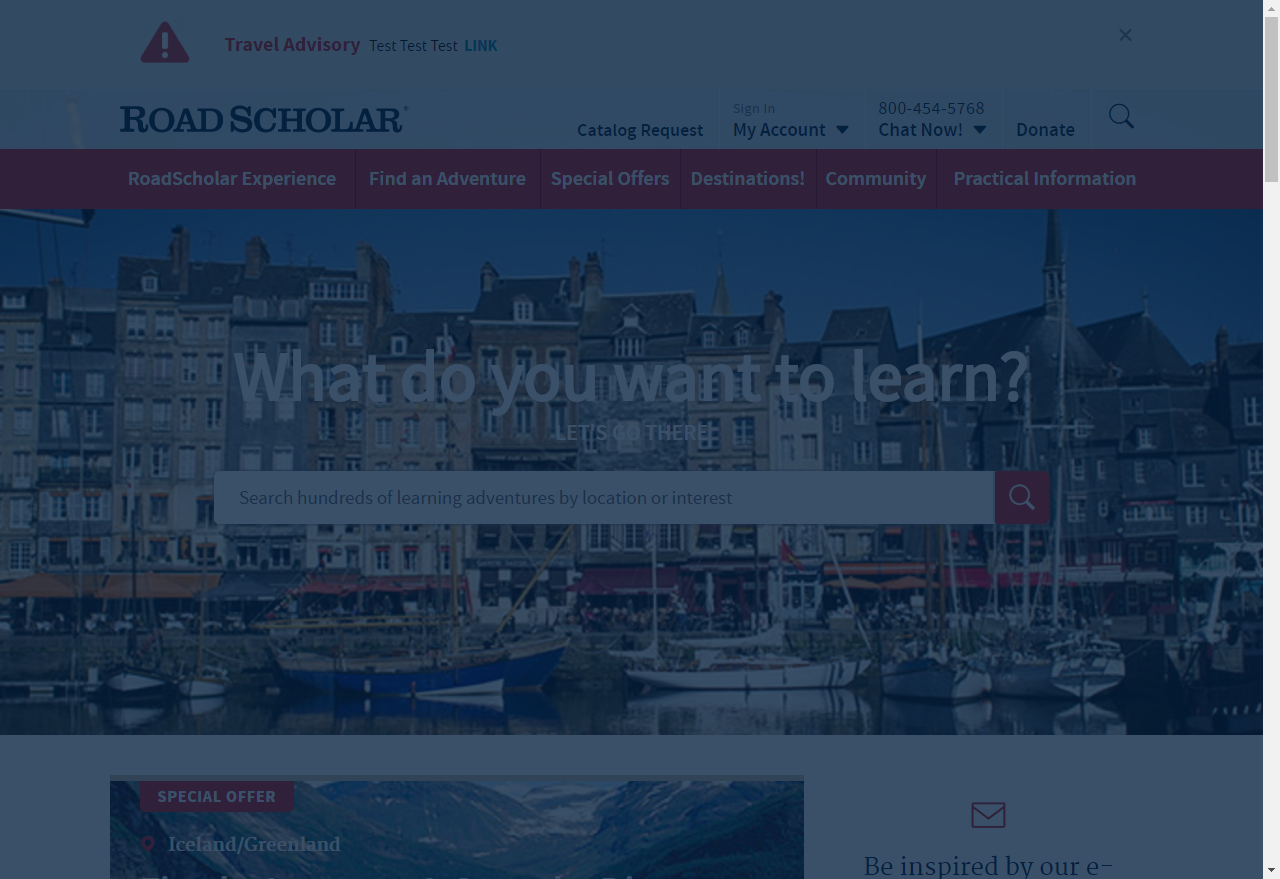 Travel Advisory Test Test Test LINK
ROAD SCHOLAR®
Catalog Request
Sign In
My Account
800-454-5768
Chat Now!
Donate
RoadScholar Experience
Find an Adventure
Special Offers
Destinations!
Community
Practical Information
What do you want to learn?
LET'S GO THERE
Search hundreds of learning adventures by location or interest
SPECIAL OFFER
Iceland/Greenland
Be inspired by our e-